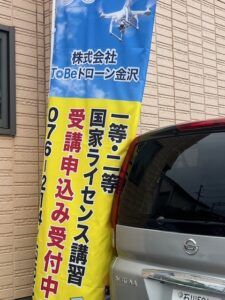 株式会社
ToBeドローン金沢
一等・二等
国家ライセンス講習
受講申込み受付中
076-214
NISSAN